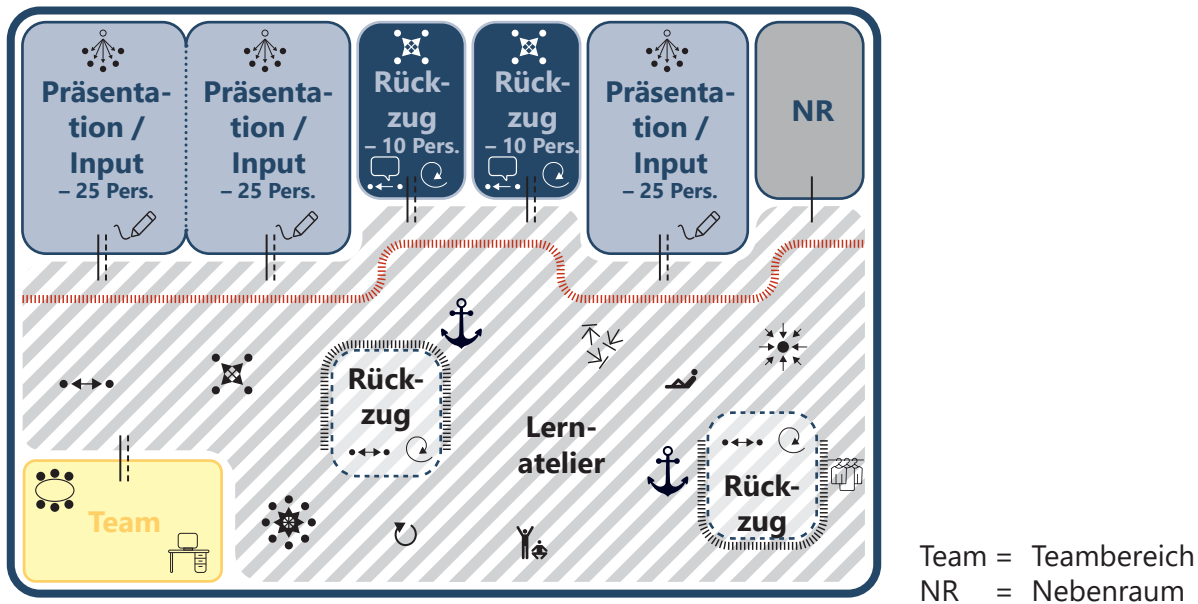 Präsenta-
tion /
Input
– 25 Pers.
Präsenta-
tion /
Input
– 25 Pers.
Rück-
zug
– 10 Pers.
Rück-
zug
– 10 Pers.
Präsenta-
tion /
Input
– 25 Pers.
NR
Rück-
zug
Lern-
atelier
Rück-
zug
Team
Team = Teambereich
NR = Nebenraum